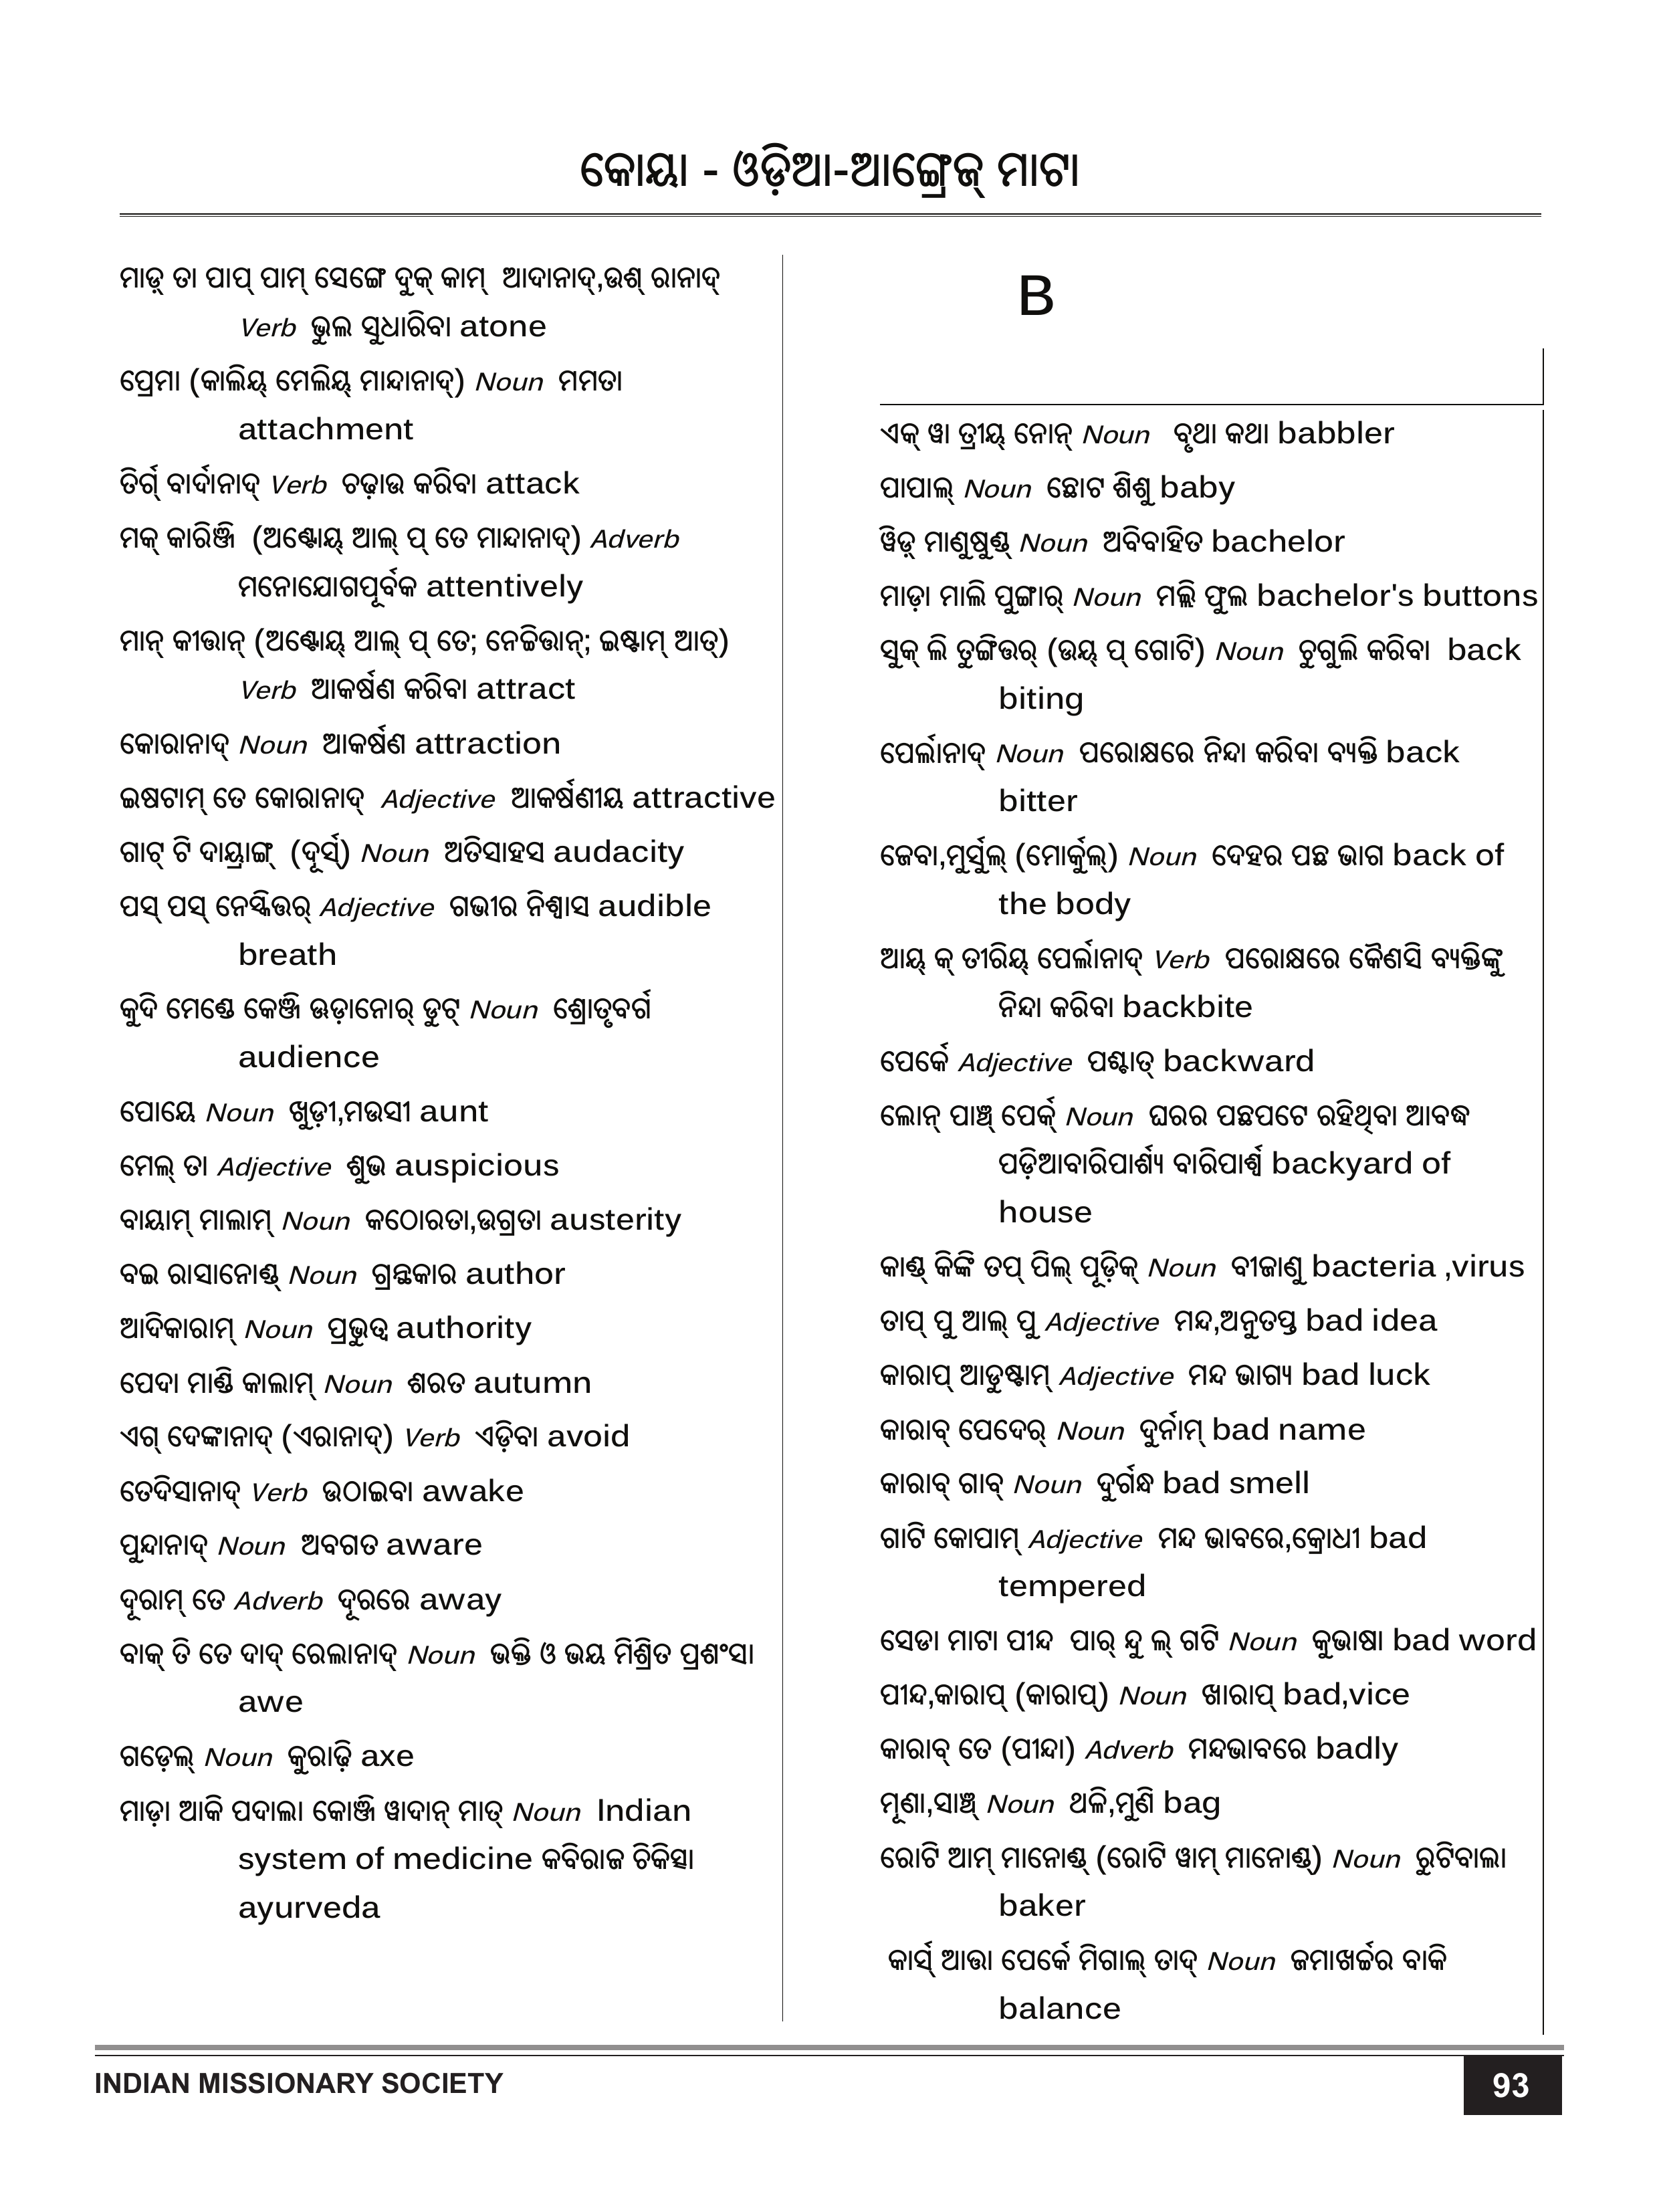 କୋୟା - ଓଡ଼ିଆ-ଆଙ୍ଗ୍ରେଜ୍ ମାଟା
ମାଡ୍ ତା ପାପ୍ ପାମ୍ ସେଙ୍ଗେ ଦୁକ୍ କାମ୍ ଆଦାନାଦ୍,ଉଶ୍ ରାନାଦ୍
Verb ଭୁଲ ସୁଧାରିବା atone
ପ୍ରେମା (କାଲିୟ୍ ମେଲିୟ୍ ମାନ୍ଦାନାଦ୍) Noun ମମତା
attachment
ତିର୍ଗ୍ ବାର୍ଦାନାଦ୍ Verb ଚଢ଼ାଉ କରିବା attack
ମକ୍ କାରିଞ୍ଜି (ଅଣ୍ଟୋୟ୍ ଆଲ୍ ପ୍ ତେ ମାନ୍ଦାନାଦ୍) Adverb
ମନୋଯୋଗପୂର୍ବକ attentively
ମାନ୍ କୀତ୍ତାନ୍ (ଅଣ୍ଟୋୟ୍ ଆଲ୍ ପ୍ ତେ; ନେଚ୍ଚିତ୍ତାନ୍; ଇଷ୍ଟାମ୍ ଆତ୍)
Verb ଆକର୍ଷଣ କରିବା attract
କୋରାନାଦ୍ Noun ଆକର୍ଷଣ attraction
ଇଷଟାମ୍ ତେ କୋରାନାଦ୍ Adjective ଆକର୍ଷଣୀୟ attractive
ଗାଟ୍ ଟି ଦାୟ୍ରାଙ୍ଗ୍ (ଦୂର୍ସ୍) Noun ଅତିସାହସ audacity
ପସ୍ ପସ୍ ନେସ୍କିତ୍ତର୍ Adjective ଗଭୀର ନିଶ୍ୱାସ audible
breath
କୁଦି ମେଣ୍ଡେ କେଞ୍ଜି ଊଡ଼ାନୋର୍ ଡୁଟ୍ Noun ଶ୍ରୋତୃବର୍ଗ
audience
ପୋୟେ Noun ଖୁଡ଼ୀ,ମଉସୀ aunt
ମେଲ୍ ତା Adjective ଶୁଭ auspicious
ବାୟାମ୍ ମାଲାମ୍ Noun କଠୋରତା,ଉଗ୍ରତା austerity
ବଇ ରାସାନୋଣ୍ଡ୍ Noun ଗ୍ରନ୍ଥକାର author
ଆଦିକାରାମ୍ Noun ପ୍ରଭୁତ୍ୱ authority
ପେଦା ମାଣ୍ଡି କାଲାମ୍ Noun ଶରତ autumn
ଏଗ୍ ଦେଙ୍କାନାଦ୍ (ଏରାନାଦ୍) Verb ଏଡ଼ିବା avoid
ତେଦିସାନାଦ୍ Verb ଉଠାଇବା awake
ପୁନ୍ଦାନାଦ୍ Noun ଅବଗତ aware
ଦୂରାମ୍ ତେ Adverb ଦୂରରେ away
ବାକ୍ ତି ତେ ଦାଦ୍ ରେଲାନାଦ୍ Noun ଭକ୍ତି ଓ ଭୟ ମିଶ୍ରିତ ପ୍ରଶଂସା
awe
ଗଡ଼େଲ୍ Noun କୁରାଢ଼ି axe
ମାଡ଼ା ଆକି ପଦାଲା କୋଞ୍ଜି ୱାଦାନ୍ ମାତ୍ Noun Indian
system of medicine କବିରାଜ ଚିକିତ୍ସା
ayurveda
B
ଏକ୍ ୱା ତ୍ରୀୟ୍ ନୋନ୍ Noun ବୃଥା କଥା babbler
ପାପାଲ୍ Noun ଛୋଟ ଶିଶୁ baby
ୱିଡ୍ ମାଣୁଷୁଣ୍ଡ୍ Noun ଅବିବାହିତ bachelor
ମାଡ଼ା ମାଲି ପୁଙ୍ଗାର୍ Noun ମଲ୍ଲି ଫୁଲ bachelor's buttons
ସୁକ୍ ଲି ତୁଙ୍ଗିତ୍ତର୍ (ଉୟ୍ ପ୍ ଗୋଟି) Noun ଚୁଗୁଲି କରିବା back
biting
ପେର୍ଲାନାଦ୍ Noun ପରୋକ୍ଷରେ ନିନ୍ଦା କରିବା ବ୍ୟକ୍ତି back
bitter
ଜେବା,ମୁର୍ସୁଲ୍ (ମୋର୍କୁଲ୍) Noun ଦେହର ପଛ ଭାଗ back of
the body
ଆୟ୍ କ୍ ତୀରିୟ୍ ପେର୍ଲାନାଦ୍ Verb ପରୋକ୍ଷରେ କୈଣସି ବ୍ୟକ୍ତିଙ୍କୁ
ନିନ୍ଦା କରିବା backbite
ପେର୍କେ Adjective ପଶ୍ଚାତ୍ backward
ଲୋନ୍ ପାଞ୍ଚ୍ ପେର୍କ୍ Noun ଘରର ପଛପଟେ ରହିଥିବା ଆବଦ୍ଧ
ପଡ଼ିଆବାରିପାର୍ଶ୍ୟ ବାରିପାର୍ଶ୍ୱ backyard of
house
କାଣ୍ଡ୍ କିଙ୍କି ତପ୍ ପିଲ୍ ପୂଡ଼ିକ୍ Noun ବୀଜାଣୁ bacteria ,virus
ତାପ୍ ପୁ ଆଲ୍ ପୁ Adjective ମନ୍ଦ,ଅନୁତପ୍ତ bad idea
କାରାପ୍ ଆଡୁଷ୍ଟାମ୍ Adjective ମନ୍ଦ ଭାଗ୍ୟ bad luck
କାରାବ୍ ପେଦେର୍ Noun ଦୁର୍ନାମ୍ bad name
କାରାବ୍ ଗାବ୍ Noun ଦୁର୍ଗନ୍ଧ bad smell
ଗାଟି କୋପାମ୍ Adjective ମନ୍ଦ ଭାବରେ,କ୍ରୋଧୀ bad
tempered
ସେଡା ମାଟା ପୀନ୍ଦ ପାର୍ ନ୍ଦୁ ଲ୍ ଗଟି Noun କୁଭାଷା bad word
ପୀନ୍ଦ,କାରାପ୍ (କାରାପ୍) Noun ଖାରାପ୍ bad,vice
କାରାବ୍ ତେ (ପୀନ୍ଦା) Adverb ମନ୍ଦଭାବରେ badly
ମୂଣା,ସାଞ୍ଚ୍ Noun ଥଳି,ମୁଣି bag
ରୋଟି ଆମ୍ ମାନୋଣ୍ଡ୍ (ରୋଟି ୱାମ୍ ମାନୋଣ୍ଡ୍) Noun ରୁଟିବାଲା
baker
କାର୍ସ୍ ଆତ୍ତା ପେର୍କେ ମିଗାଲ୍ ତାଦ୍ Noun ଜମାଖର୍ଚ୍ଚର ବାକି
balance
INDIAN MISSIONARY SOCIETY
93